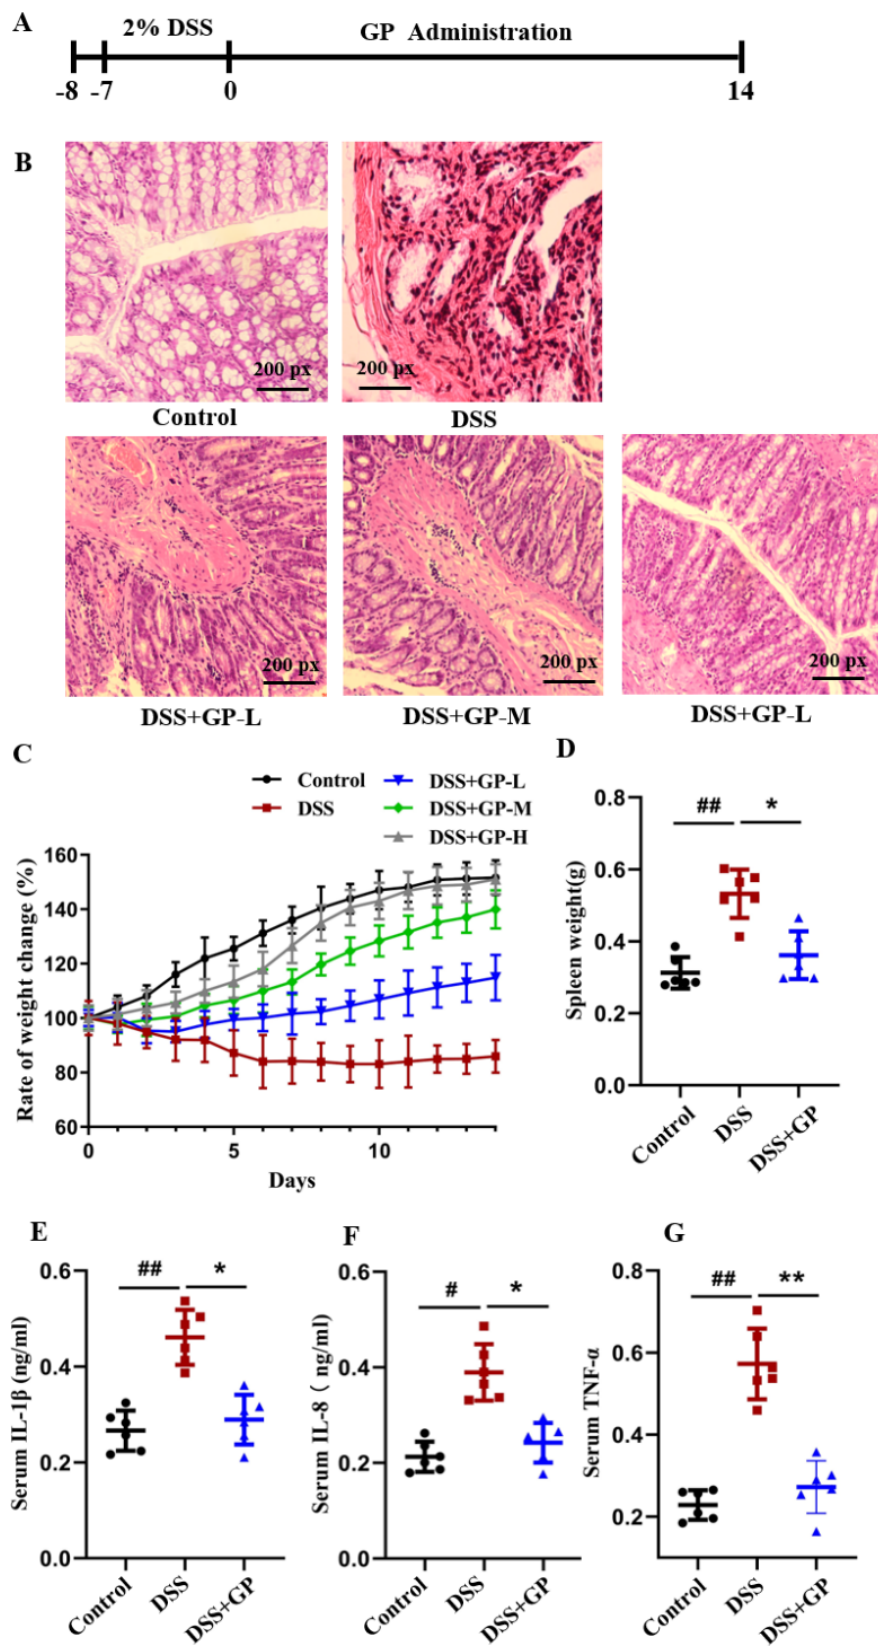 A
2% DSS
GP Administration
-8 -7 0 14
B
200 px
200 px
Control
DSS
200 px
200 px
200 px
DSS+GP-L
DSS+GP-M
DSS+GP-L
C
Control
DSS
DSS+GP-L
DSS+GP-M
DSS+GP-H
Rate of weight change (%)
160
140
120
100
80
60
0 5 10
Days
D
Spleen weight(g)
0.8
0.6
0.4
0.2
0.0
## *
Control
DSS
DSS+GP
E
Serum IL-1β (ng/ml)
0.6
0.4
0.2
0.0
## *
Control
DSS
DSS+GP
F
Serum IL-8 ( ng/ml)
0.6
0.4
0.2
0.0
# *
Control
DSS
DSS+GP
G
Serum TNF-α
0.8
0.6
0.4
0.2
## **
Control
DSS
DSS+GP